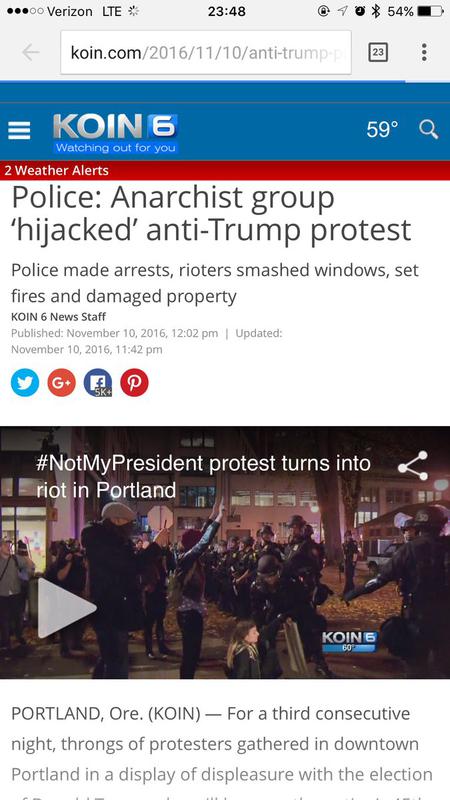 Verizon LTE 23:48 54%
koin.com/2016/11/10/anti-trump-p
23
KOIN 6
Watching out for you
59°
2 Weather Alerts
Police: Anarchist group
‘hijacked’ anti-Trump protest
Police made arrests, rioters smashed windows, set
fires and damaged property
KOIN 6 News Staff
Published: November 10, 2016, 12:02 pm | Updated:
November 10, 2016, 11:42 pm
G+
5K+
#NotMyPresident protest turns into
riot in Portland
KOIN 6
60°
PORTLAND, Ore. (KOIN) — For a third consecutive
night, throngs of protesters gathered in downtown
Portland in a display of displeasure with the election